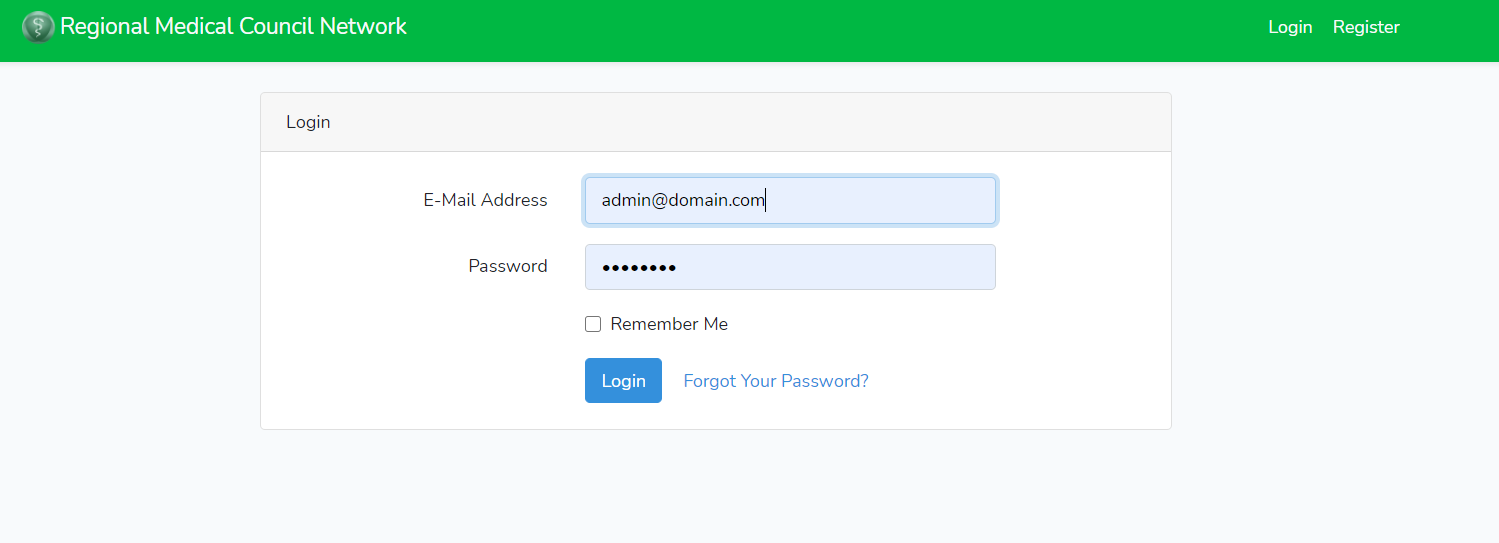 Regional Medical Council Network
Login Register
Login
E-Mail Address admin@domain.com
Password ••••••••
Remember Me
Login Forgot Your Password?